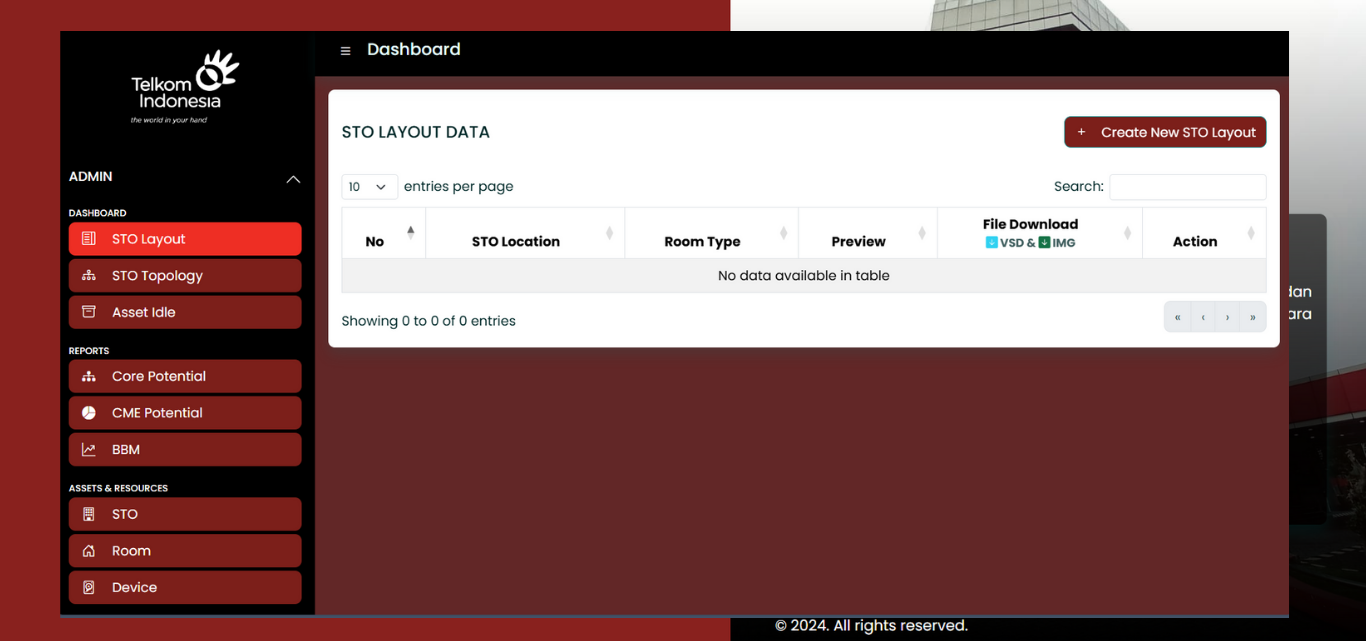 Telkom
Indonesia
the world in your hand
ADMIN
DASHBOARD
STO Layout
STO Topology
Asset Idle
REPORTS
Core Potential
CME Potential
BBM
ASSETS & RESOURCES
STO
Room
Device
≡ Dashboard
STO LAYOUT DATA
+ Create New STO Layout
10 entries per page
Search:
No STO Location Room Type Preview File Download Action
VSD & IMG
No data available in table
Showing 0 to 0 of 0 entries
« ‹ › »
dan
ara
© 2024. All rights reserved.